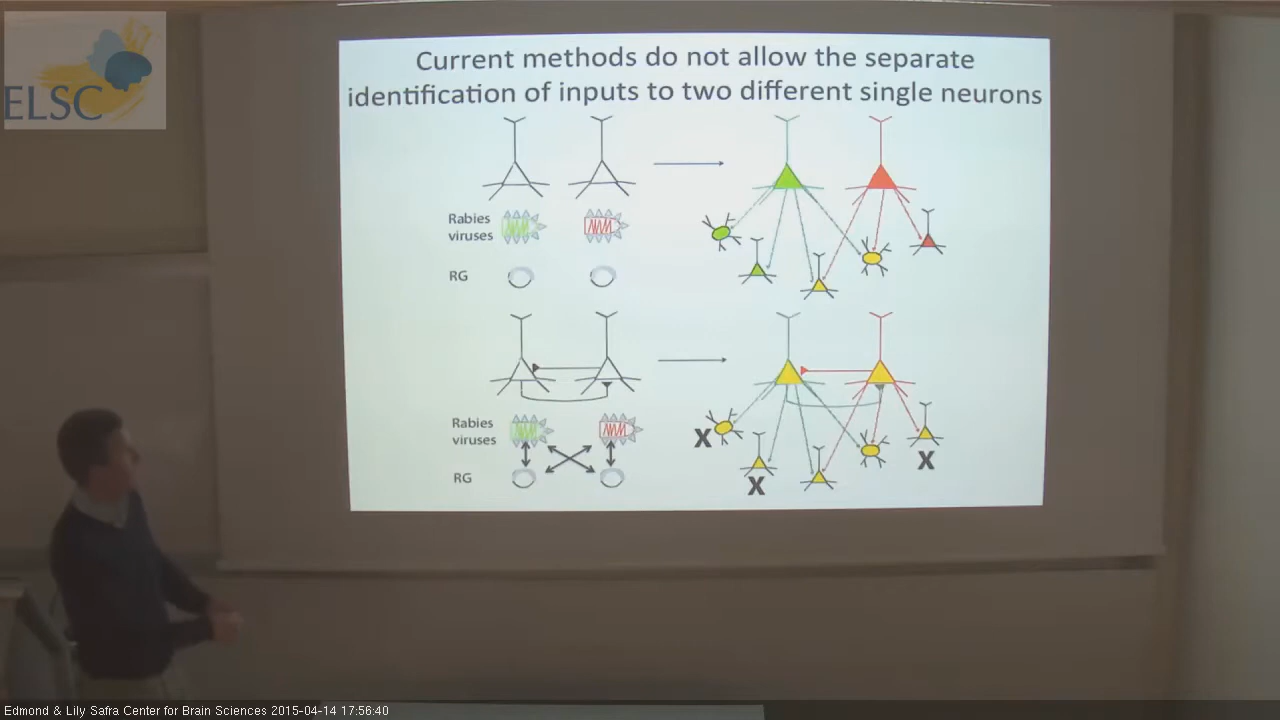 ELSC
Current methods do not allow the separate
identification of inputs to two different single neurons
Rabies
viruses
RG
Rabies
viruses
RG
X
X
X
Edmond & Lily Safra Center for Brain Sciences 2015-04-14 17:56:40